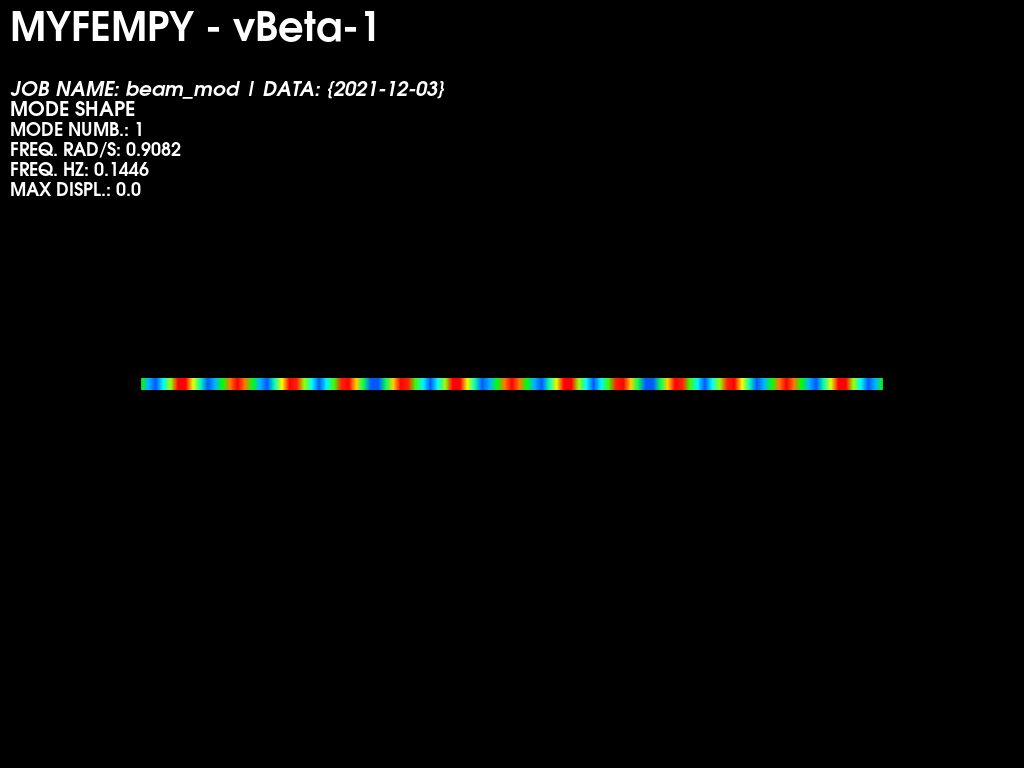 MYFEMPY - vBeta-1
JOB NAME: beam_mod | DATA: {2021-12-03}
MODE SHAPE
MODE NUMB.: 1
FREQ. RAD/S: 0.9082
FREQ. HZ: 0.1446
MAX DISPL.: 0.0